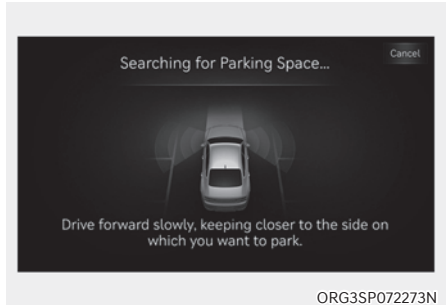 Cancel
Searching for Parking Space...
Drive forward slowly, keeping closer to the side on
which you want to park.
ORG3SP072273N